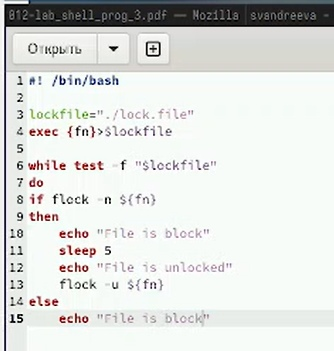 012-lab_shell_prog_3.pdf — Mozilla svandreeva -
Открыть
1 #! /bin/bash
2
3 lockfile="./lock.file"
4 exec {fn}>$lockfile
5
6 while test -f "$lockfile"
7 do
8 if flock -n ${fn}
9 then
10 echo "File is block"
11 sleep 5
12 echo "File is unlocked"
13 flock -u ${fn}
14 else
15 echo "File is block"